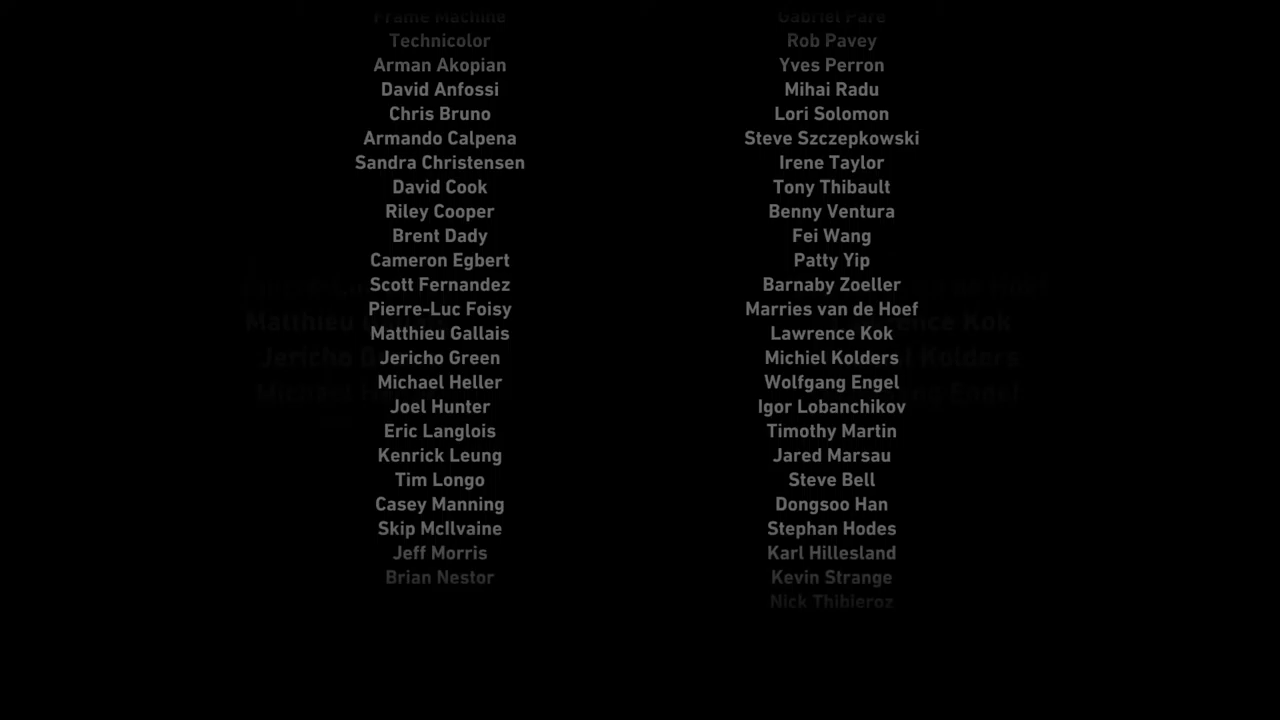 Frame Machine
Technicolor
Arman Akopian
David Anfossi
Chris Bruno
Armando Calpena
Sandra Christensen
David Cook
Riley Cooper
Brent Dady
Cameron Egbert
Scott Fernandez
Pierre-Luc Foisy
Matthieu Gallais
Jericho Green
Michael Heller
Joel Hunter
Eric Langlois
Kenrick Leung
Tim Longo
Casey Manning
Skip McIlvaine
Jeff Morris
Brian Nestor
Gabriel Pare
Rob Pavey
Yves Perron
Mihai Radu
Lori Solomon
Steve Szczepkowski
Irene Taylor
Tony Thibault
Benny Ventura
Fei Wang
Patty Yip
Barnaby Zoeller
Marries van de Hoef
Lawrence Kok
Michiel Kolders
Wolfgang Engel
Igor Lobanchikov
Timothy Martin
Jared Marsau
Steve Bell
Dongsoo Han
Stephan Hodes
Karl Hillesland
Kevin Strange
Nick Thibieroz